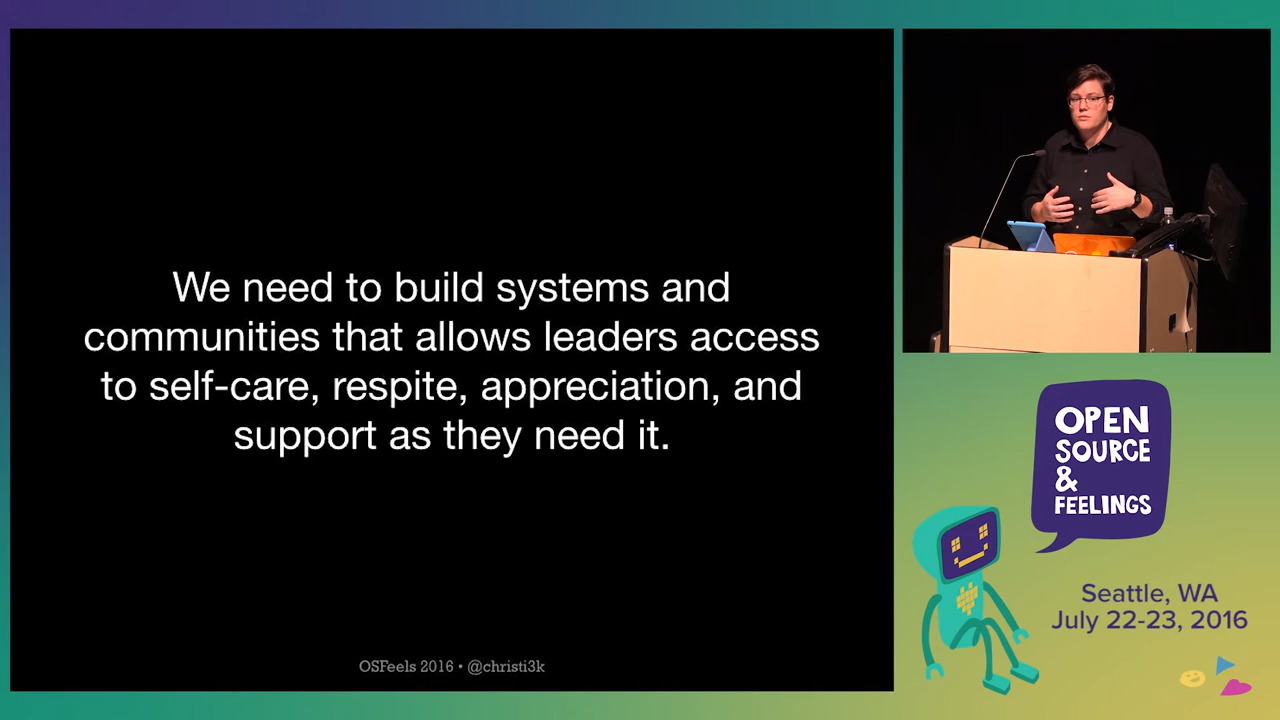 We need to build systems and
communities that allows leaders access
to self-care, respite, appreciation, and
support as they need it.
OSFeels 2016 • @christi3k
OPEN
SOURCE
&
FEELINGS
Seattle, WA
July 22-23, 2016